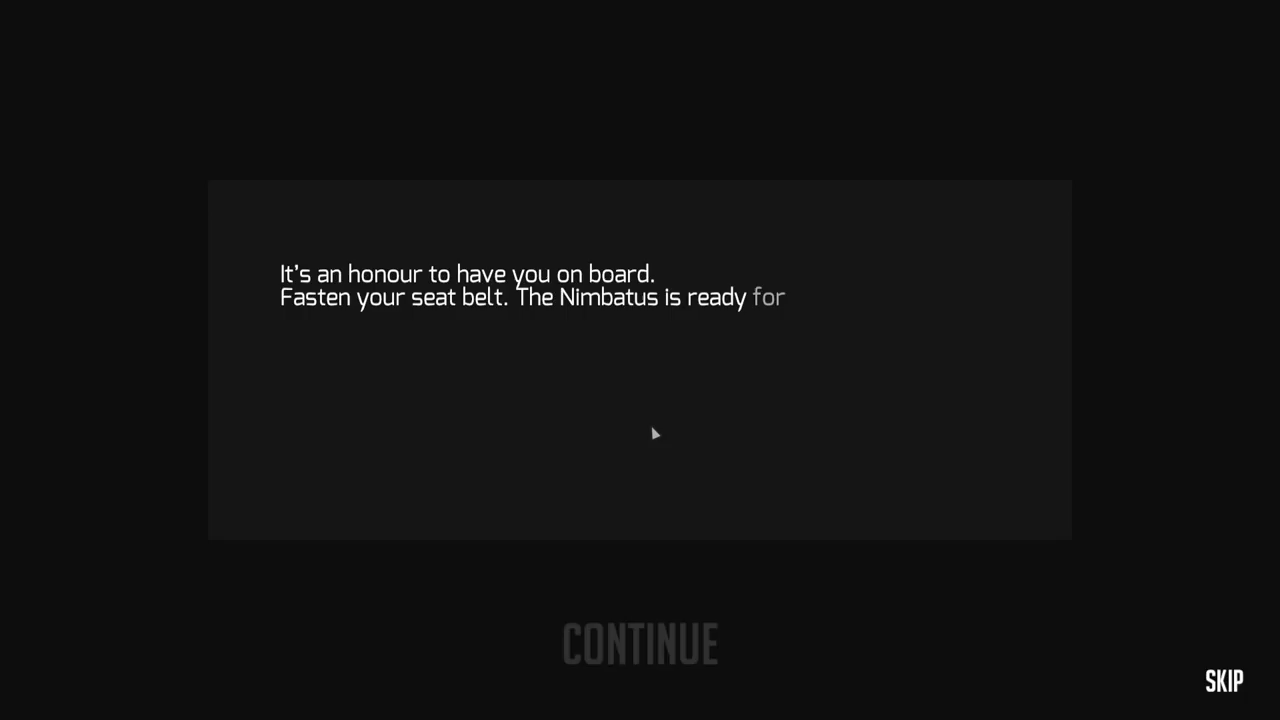 It's an honour to have you on board.
Fasten your seat belt. The Nimbatus is ready for
CONTINUE
SKIP